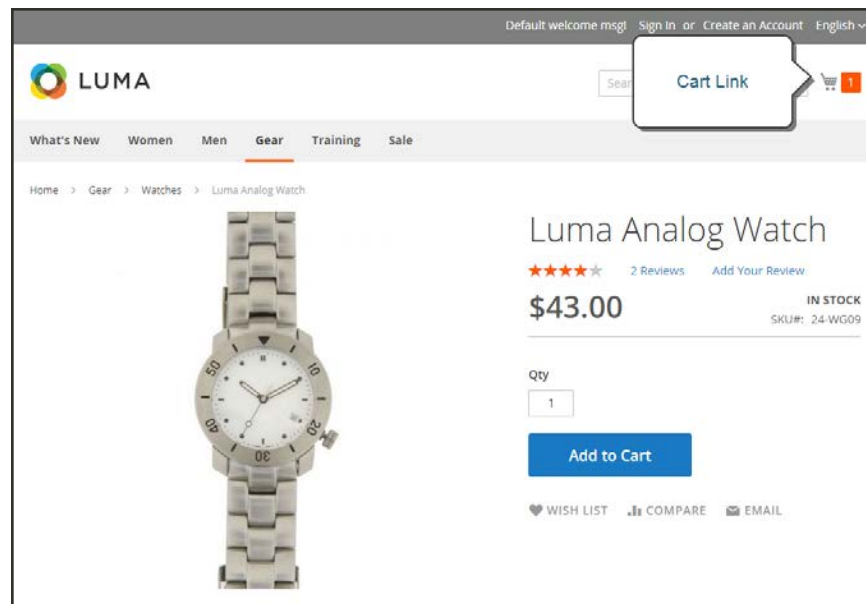 Default welcome msg! Sign In or Create an Account English
LUMA
Sear
Cart Link
1
What's New Women Men Gear Training Sale
Home > Gear > Watches > Luma Analog Watch
Luma Analog Watch
2 Reviews Add Your Review
$43.00
IN STOCK
SKU#: 24-WG09
Qty
1
Add to Cart
WISH LIST COMPARE EMAIL
50
10
40
20
30